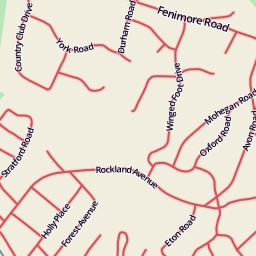 Fenimore Road
Country Club Drive
Durham Road
York Road
Winged Foot Drive
Mohegan Road
Oxford Road
Avon Road
Stratford Road
Rockland Avenue
Holly Place
Forest Avenue
Eton Road